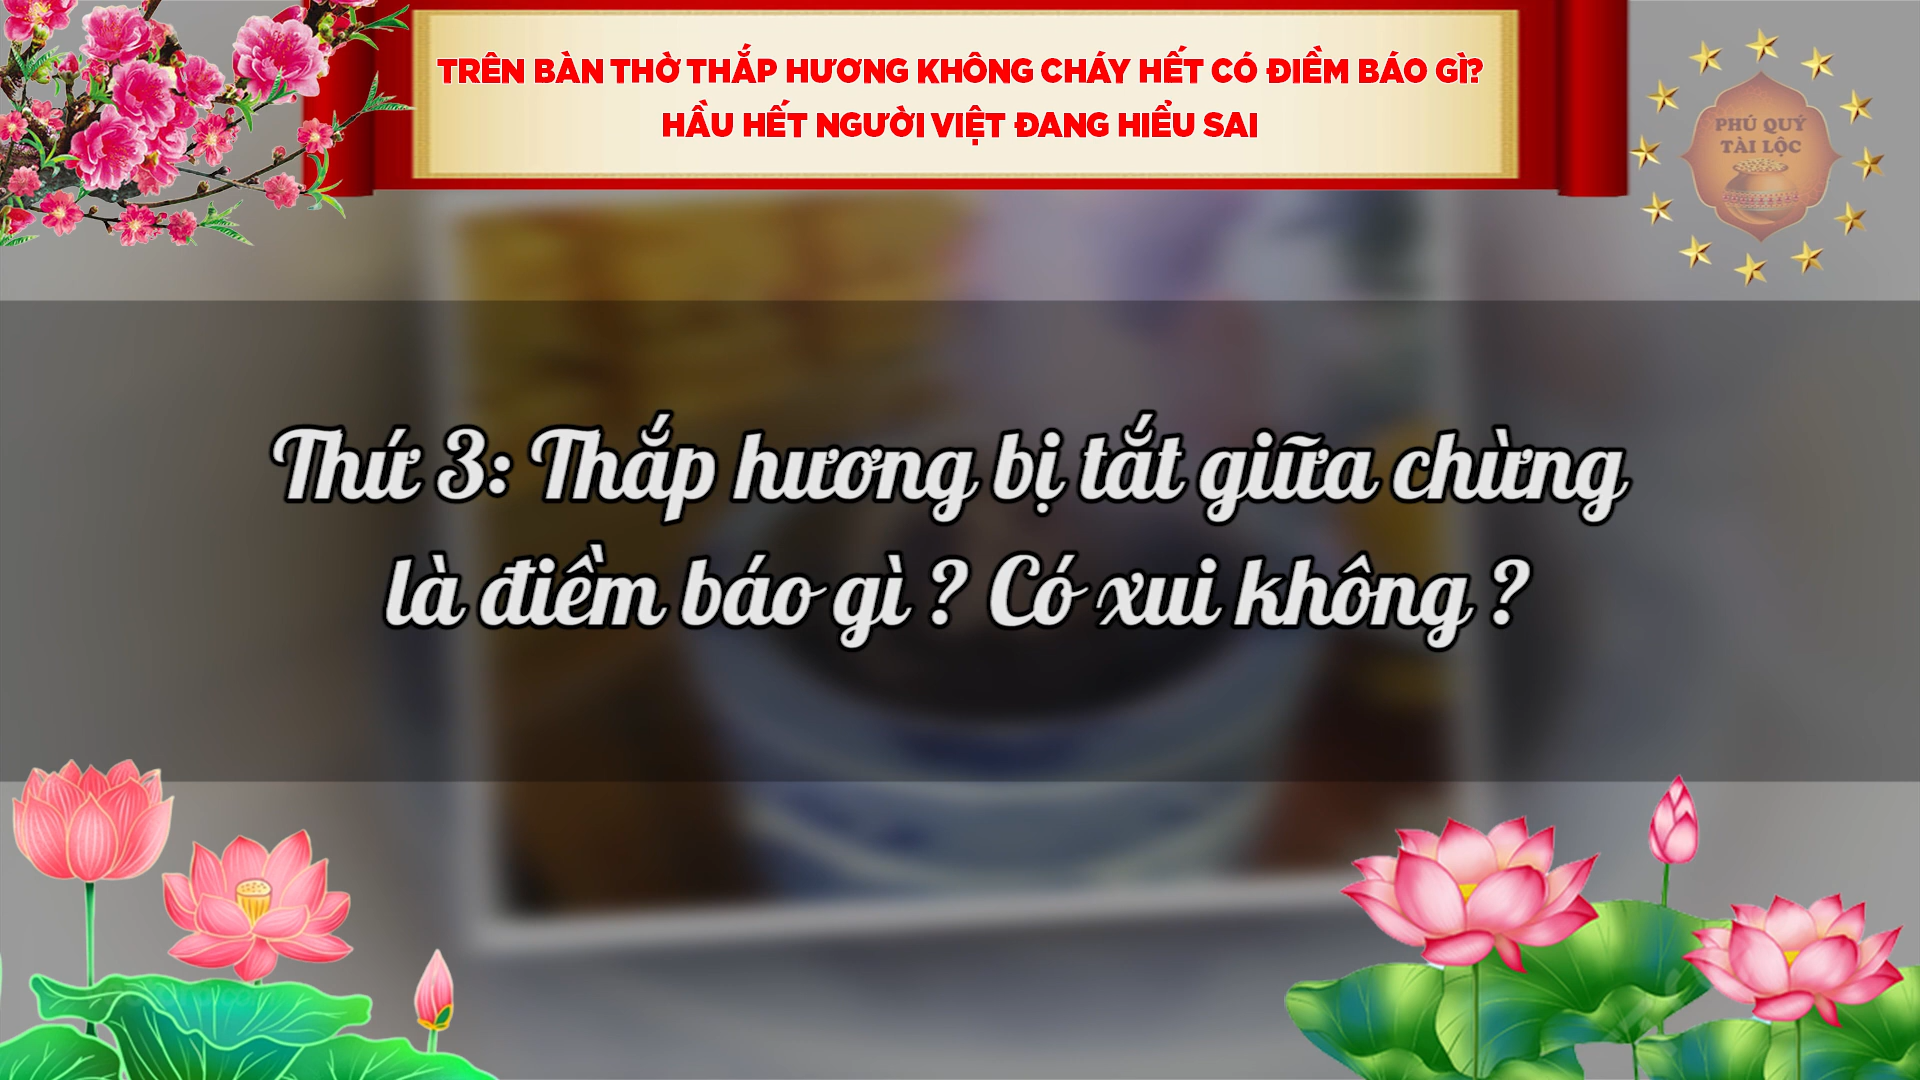 TRÊN BÀN THỜ THẮP HƯƠNG KHÔNG CHÁY HẾT CÓ ĐIỀM BÁO GÌ?
HẦU HẾT NGƯỜI VIỆT ĐANG HIỂU SAI
PHÚ QUÝ
TÀI LỘC
Thứ 3: Thắp hương bị tắt giữa chừng
là điềm báo gì ? Có xui không ?